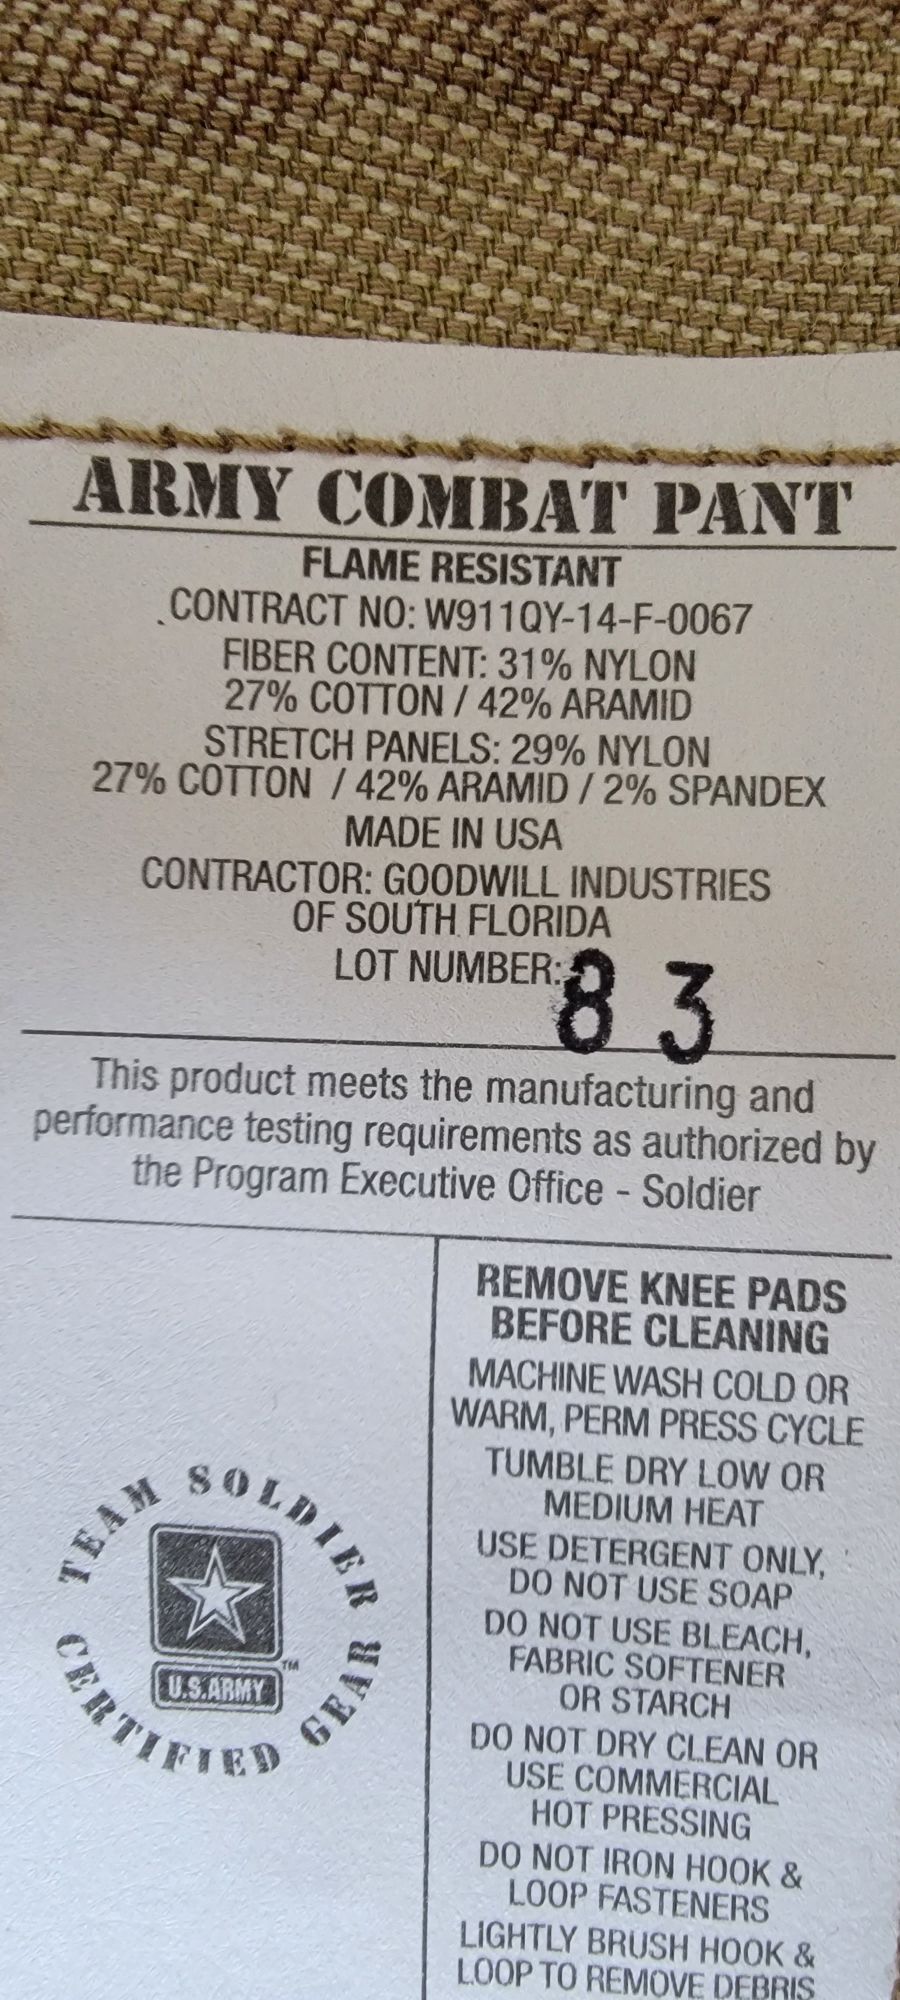 ARMY COMBAT PANT
FLAME RESISTANT
CONTRACT NO: W911QY-14-F-0067
FIBER CONTENT: 31% NYLON
27% COTTON / 42% ARAMID
STRETCH PANELS: 29% NYLON
27% COTTON / 42% ARAMID / 2% SPANDEX
MADE IN USA
CONTRACTOR: GOODWILL INDUSTRIES
OF SOUTH FLORIDA
LOT NUMBER: 83
This product meets the manufacturing and
performance testing requirements as authorized by
the Program Executive Office - Soldier
TEAM SOLDIER
U.S.ARMY™
CERTIFIED GEAR
REMOVE KNEE PADS
BEFORE CLEANING
MACHINE WASH COLD OR
WARM, PERM PRESS CYCLE
TUMBLE DRY LOW OR
MEDIUM HEAT
USE DETERGENT ONLY,
DO NOT USE SOAP
DO NOT USE BLEACH,
FABRIC SOFTENER
OR STARCH
DO NOT DRY CLEAN OR
USE COMMERCIAL
HOT PRESSING
DO NOT IRON HOOK &
LOOP FASTENERS
LIGHTLY BRUSH HOOK &
LOOP TO REMOVE DEBRIS